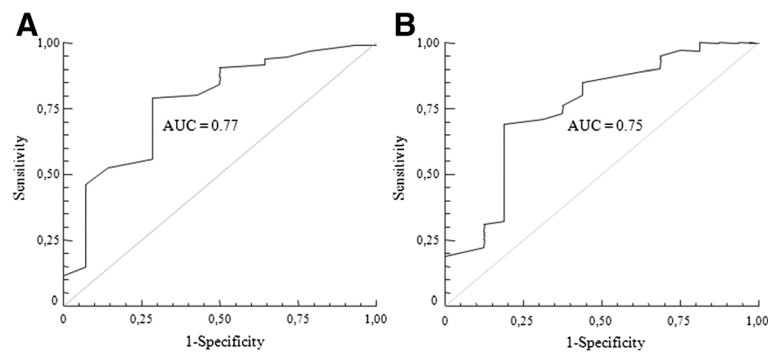 A
1,00
0,75
0,50
0,25
0
Sensitivity
AUC = 0.77
0 0,25 0,50 0,75 1,00
1-Specificity
B
1,00
0,75
0,50
0,25
0
Sensitivity
AUC = 0.75
0 0,25 0,50 0,75 1,00
1-Specificity